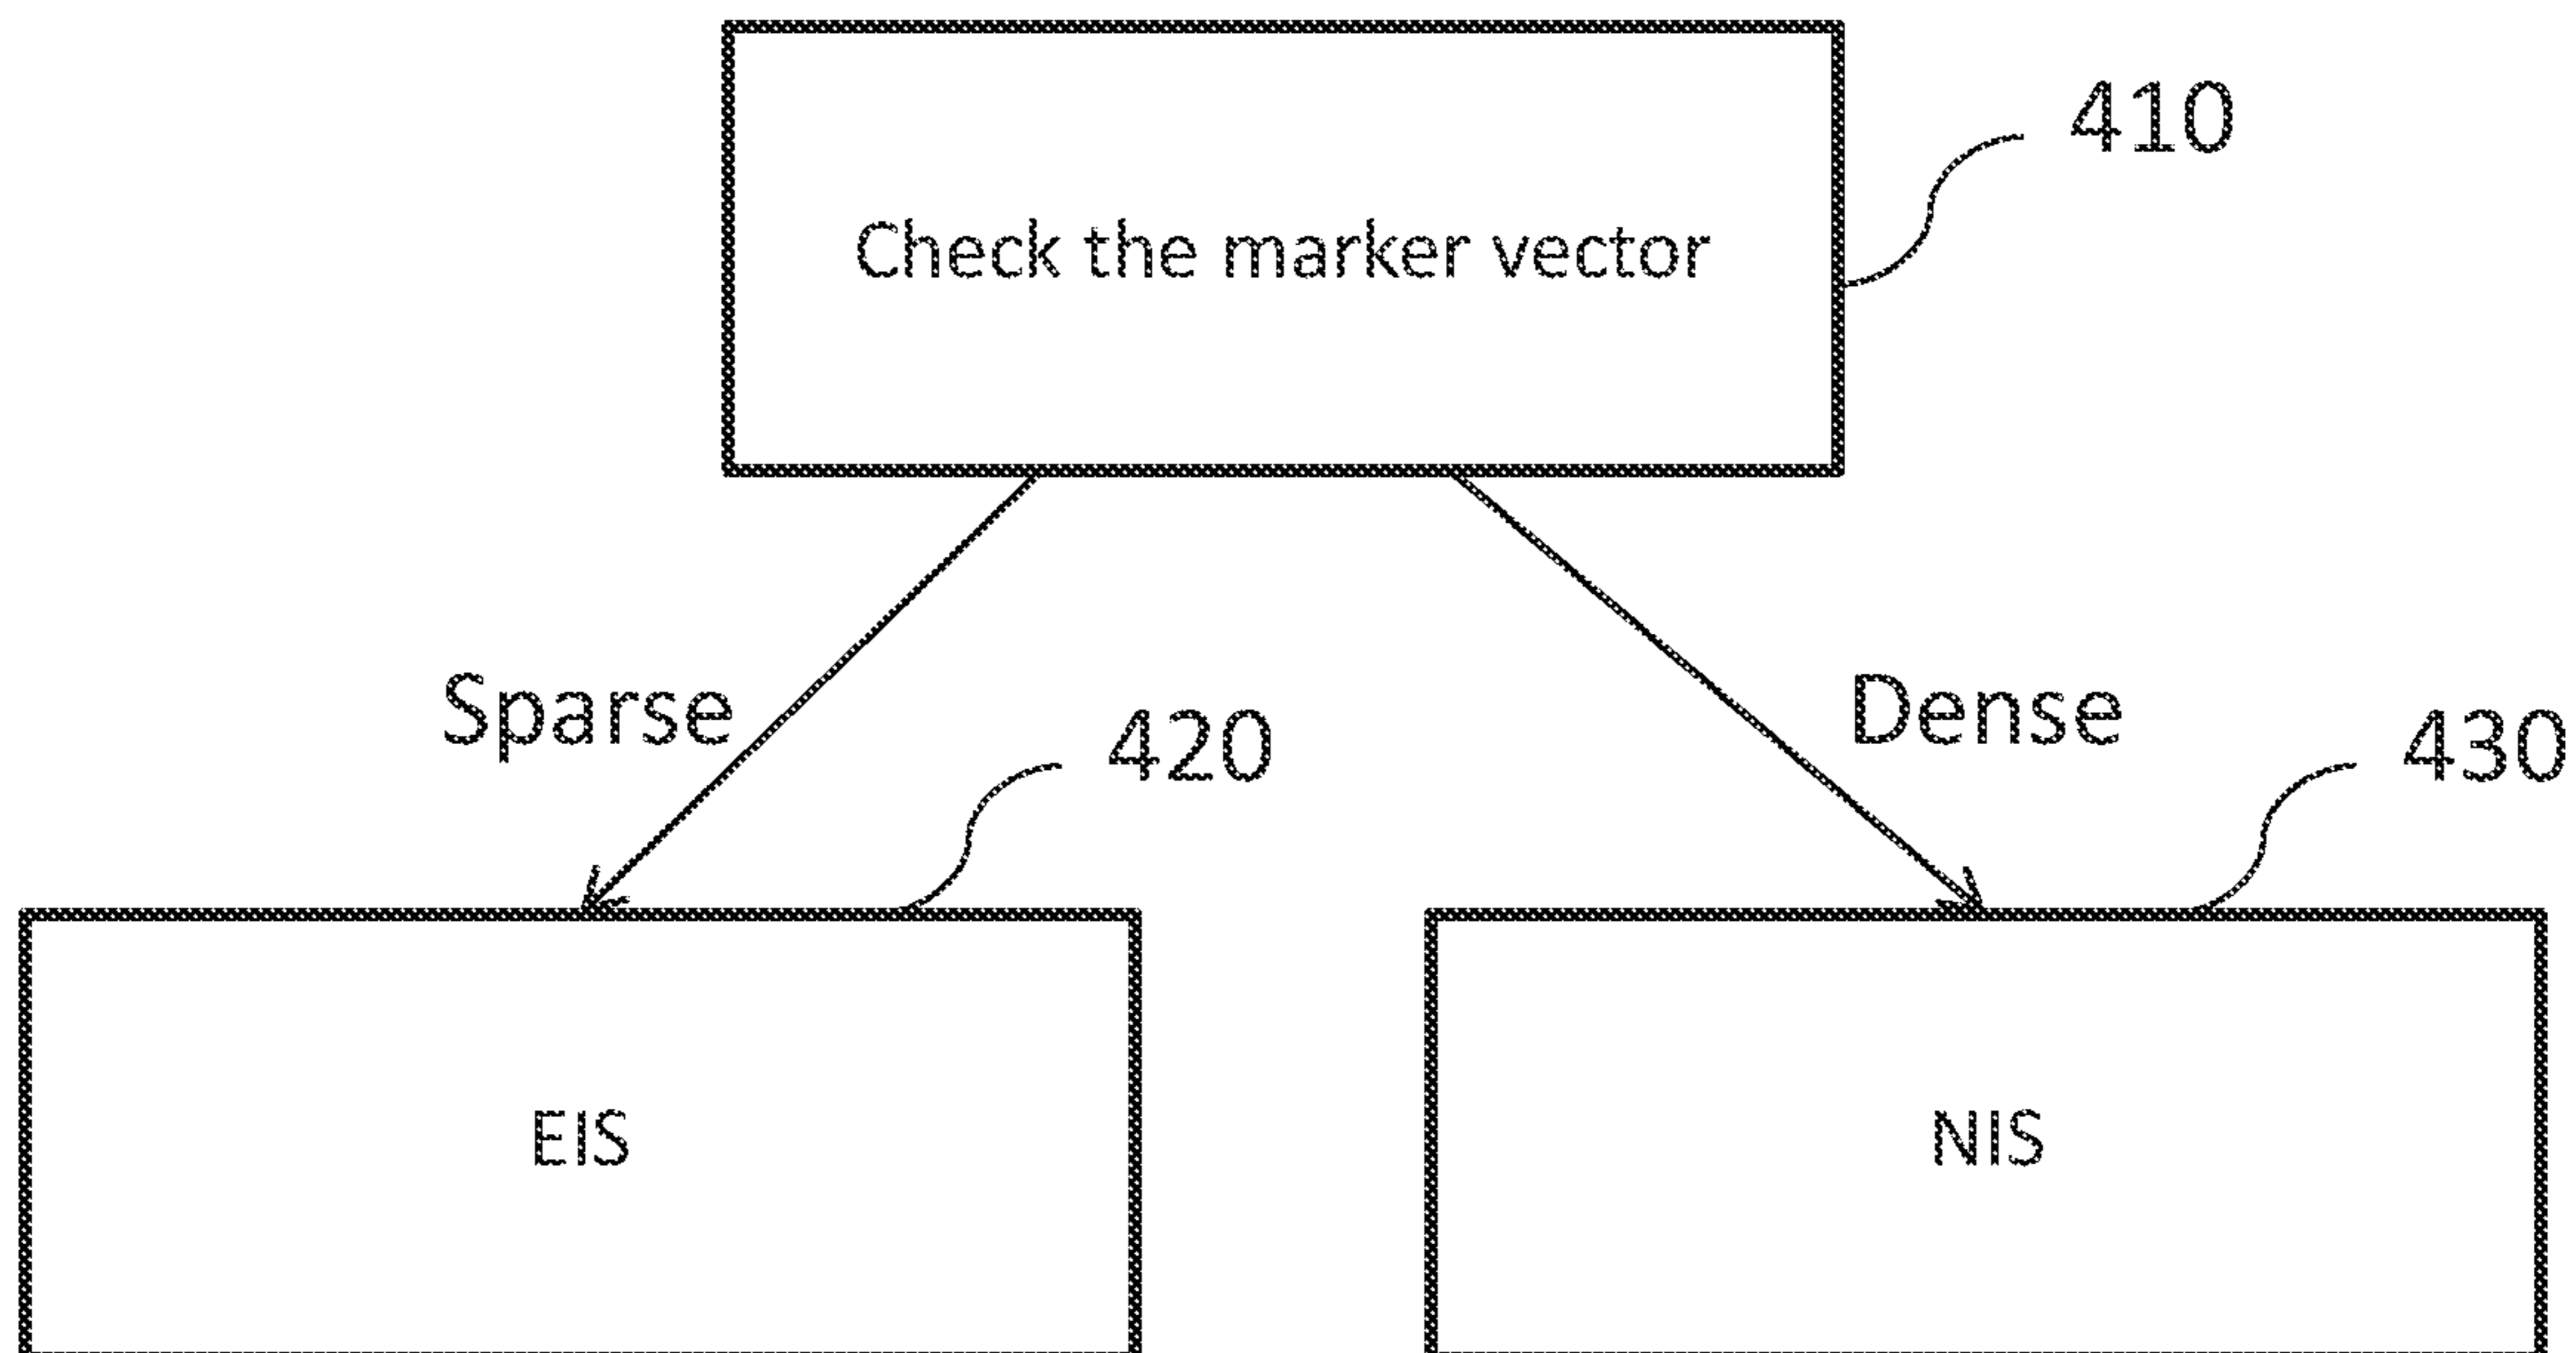 410
Check the marker vector
Sparse
Dense
420
430
EIS
NIS